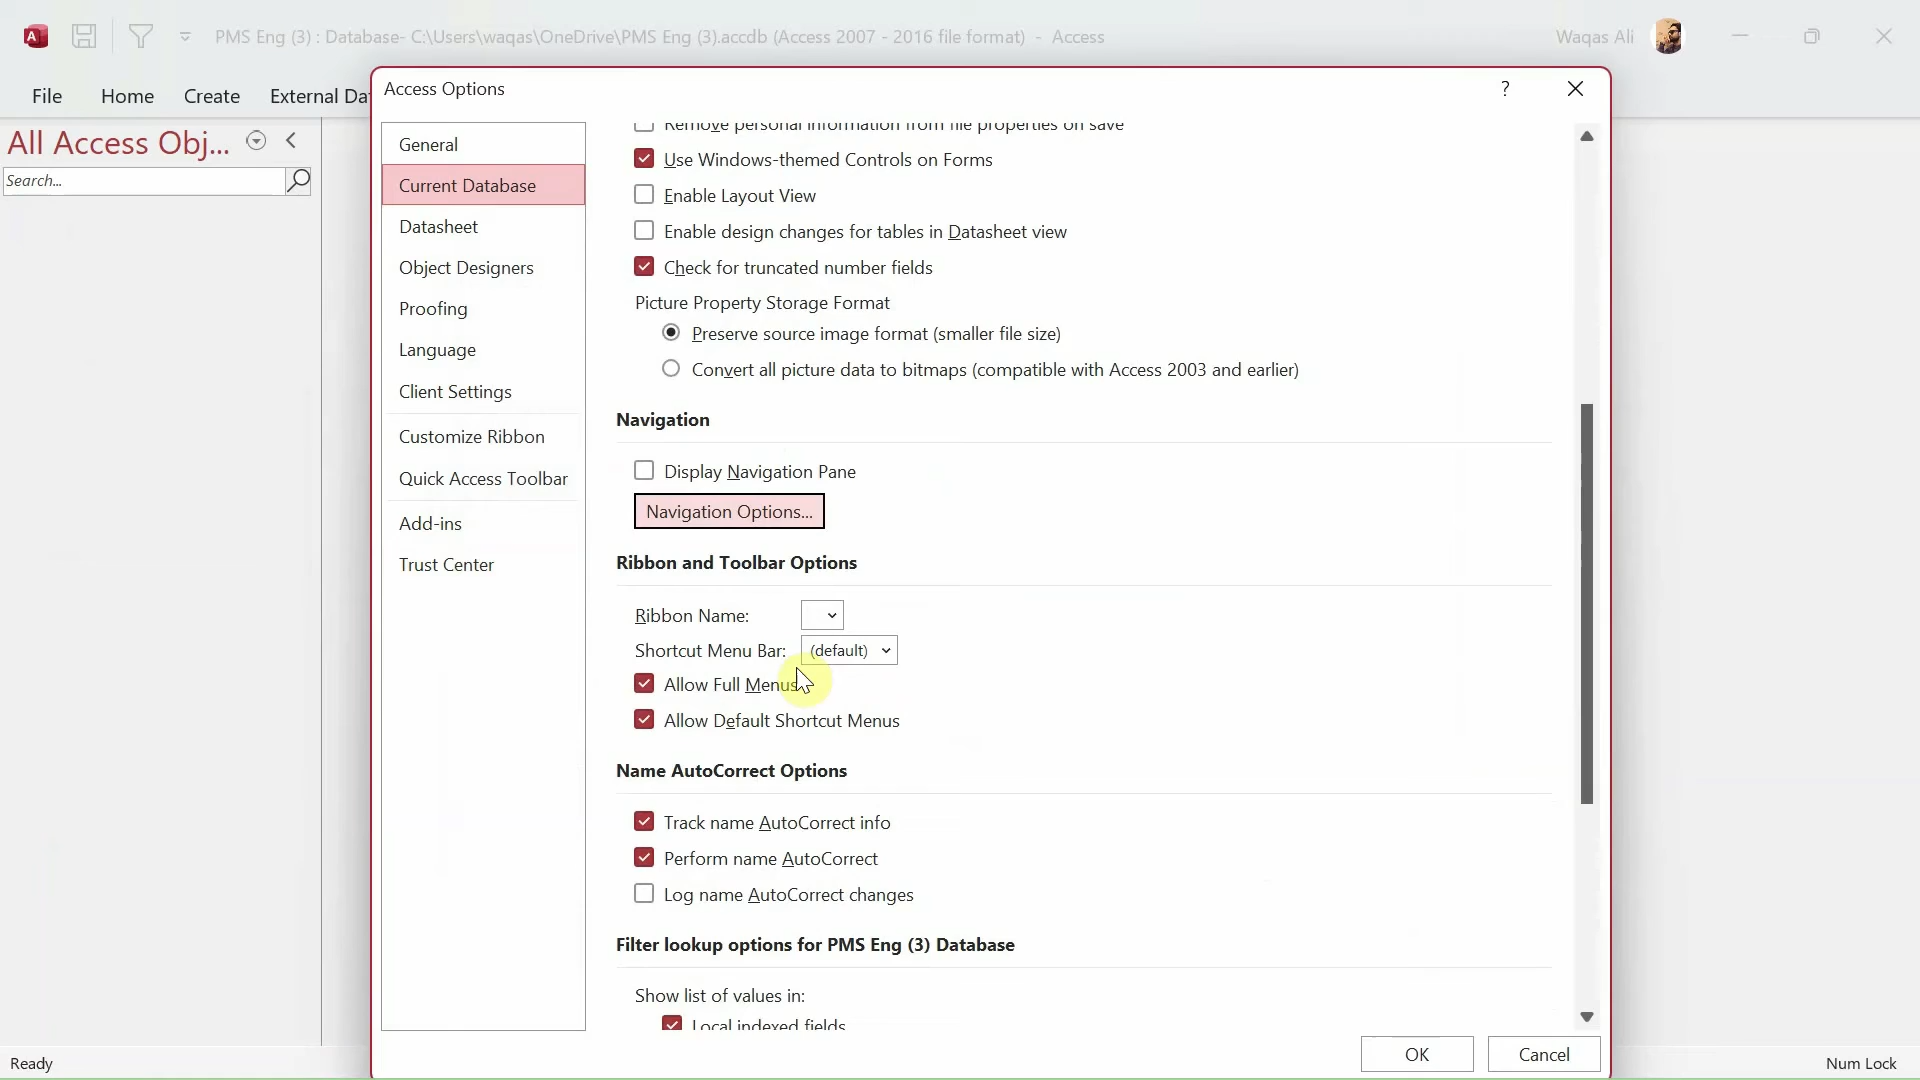 A PMS Eng (3) : Database- C:\Users\waqas\OneDrive\PMS Eng (3).accdb (Access 2007 - 2016 file format) - Access Waqas Ali
File Home Create External Da
All Access Obj...
Search...
Access Options ?
General
Current Database
Datasheet
Object Designers
Proofing
Language
Client Settings
Customize Ribbon
Quick Access Toolbar
Add-ins
Trust Center
Remove personal information from file properties on save
Use Windows-themed Controls on Forms
Enable Layout View
Enable design changes for tables in Datasheet view
Check for truncated number fields
Picture Property Storage Format
Preserve source image format (smaller file size)
Convert all picture data to bitmaps (compatible with Access 2003 and earlier)
Navigation
Display Navigation Pane
Navigation Options...
Ribbon and Toolbar Options
Ribbon Name:
Shortcut Menu Bar: (default)
Allow Full Menus
Allow Default Shortcut Menus
Name AutoCorrect Options
Track name AutoCorrect info
Perform name AutoCorrect
Log name AutoCorrect changes
Filter lookup options for PMS Eng (3) Database
Show list of values in:
Local indexed fields
OK Cancel
Ready Num Lock